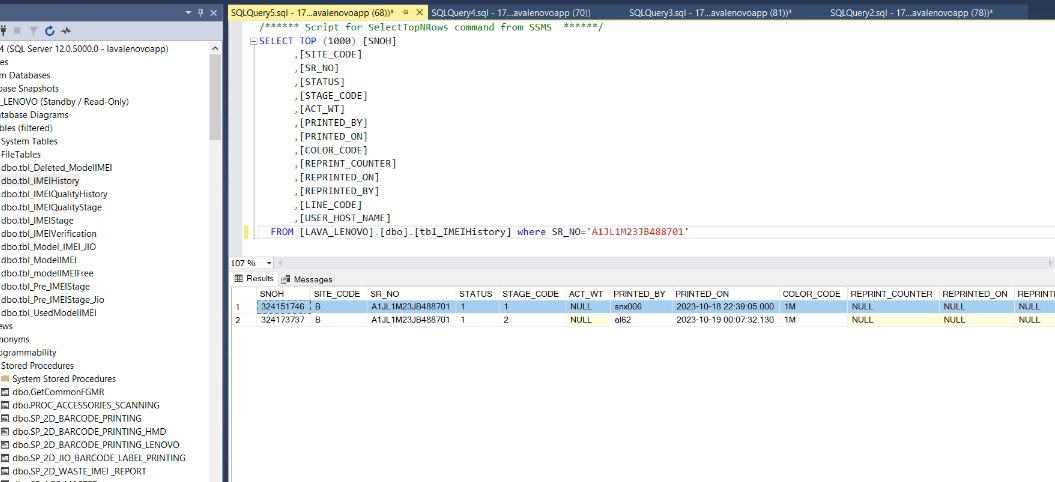 SQLQuery5.sql - 17...avalenovoapp (68))* SQLQuery4.sql - 17...avalenovoapp (70)) SQLQuery3.sql - 17...avalenovoapp (81))* SQLQuery2.sql - 17...avalenovoapp (78))*
4 (SQL Server 12.0.5000.0 - lavalenovoapp)
es
m Databases
base Snapshots
_LENOVO (Standby / Read-Only)
atabase Diagrams
bles (filtered)
System Tables
FileTables
dbo.tbl_Deleted_ModelIMEI
dbo.tbl_IMEIHistory
dbo.tbl_IMEIQualityHistory
dbo.tbl_IMEIQualityStage
dbo.tbl_IMEIStage
dbo.tbl_IMEIVerification
dbo.tbl_Model_IMEI_JIO
dbo.tbl_ModelIMEI
dbo.tbl_modelIMEIFree
dbo.tbl_Pre_IMEIStage
dbo.tbl_Pre_IMEIStage_Jio
dbo.tbl_UsedModelIMEI
ews
nonyms
ogrammability
Stored Procedures
System Stored Procedures
dbo.GetCommonFGMR
dbo.PROC_ACCESSORIES_SCANNING
dbo.SP_2D_BARCODE_PRINTING
dbo.SP_2D_BARCODE_PRINTING_HMD
dbo.SP_2D_BARCODE_PRINTING_LENOVO
dbo.SP_2D_JIO_BARCODE_LABEL_PRINTING
dbo.SP_2D_WASTE_IMEI_REPORT
/****** Script for SelectTopNRows command from SSMS ******/
SELECT TOP (1000) [SNOH]
,[SITE_CODE]
,[SR_NO]
,[STATUS]
,[STAGE_CODE]
,[ACT_WT]
,[PRINTED_BY]
,[PRINTED_ON]
,[COLOR_CODE]
,[REPRINT_COUNTER]
,[REPRINTED_ON]
,[REPRINTED_BY]
,[LINE_CODE]
,[USER_HOST_NAME]
FROM [LAVA_LENOVO].[dbo].[tbl_IMEIHistory] where SR_NO='A1JL1M23JB488701'
107 %
Results Messages
SNOH SITE_CODE SR_NO STATUS STAGE_CODE ACT_WT PRINTED_BY PRINTED_ON COLOR_CODE REPRINT_COUNTER REPRINTED_ON REPRINT
1 324151746 B A1JL1M23JB488701 1 1 NULL snx006 2023-10-18 22:39:05.000 1M NULL NULL NULL
2 324173737 B A1JL1M23JB488701 1 2 NULL ol62 2023-10-19 00:07:32.130 1M NULL NULL NULL